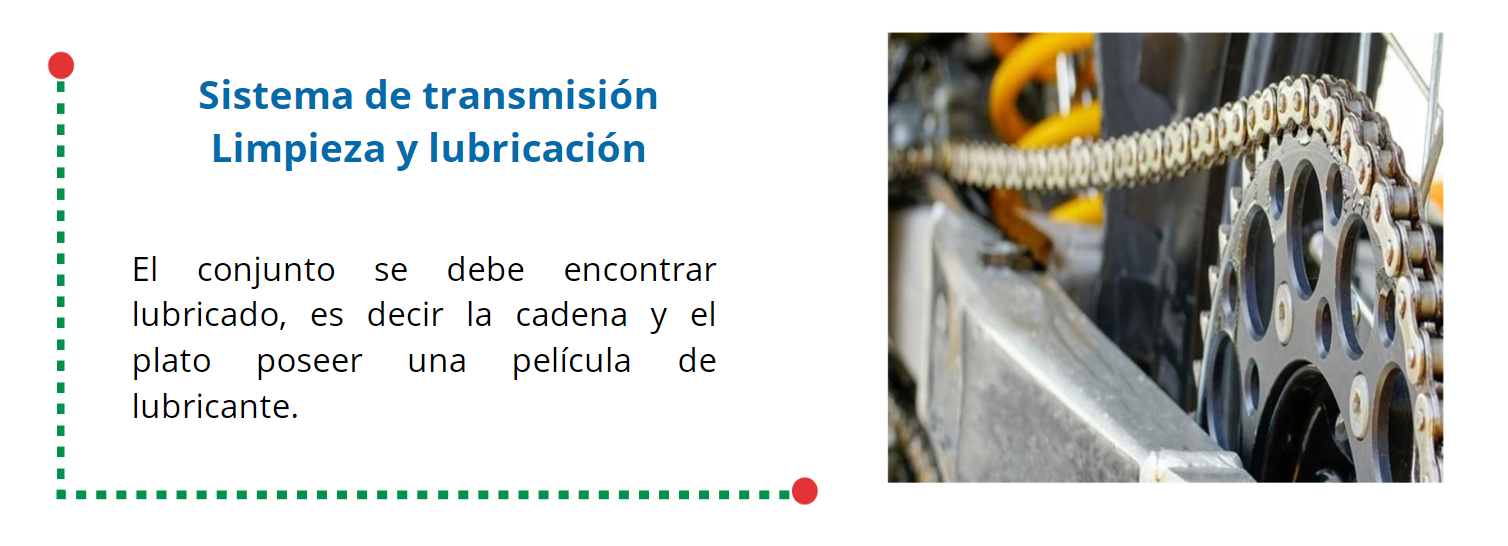 Sistema de transmisión
Limpieza y lubricación
El conjunto se debe encontrar
lubricado, es decir la cadena y el
plato poseer una película de
lubricante.